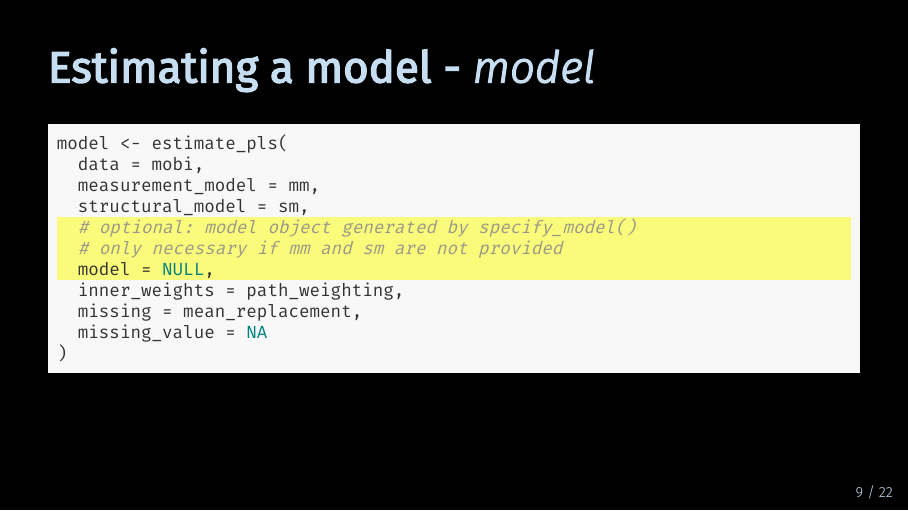 Estimating a model - model
model <- estimate_pls(
  data = mobi,
  measurement_model = mm,
  structural_model = sm,
  # optional: model object generated by specify_model()
  # only necessary if mm and sm are not provided
  model = NULL,
  inner_weights = path_weighting,
  missing = mean_replacement,
  missing_value = NA
)
9 / 22